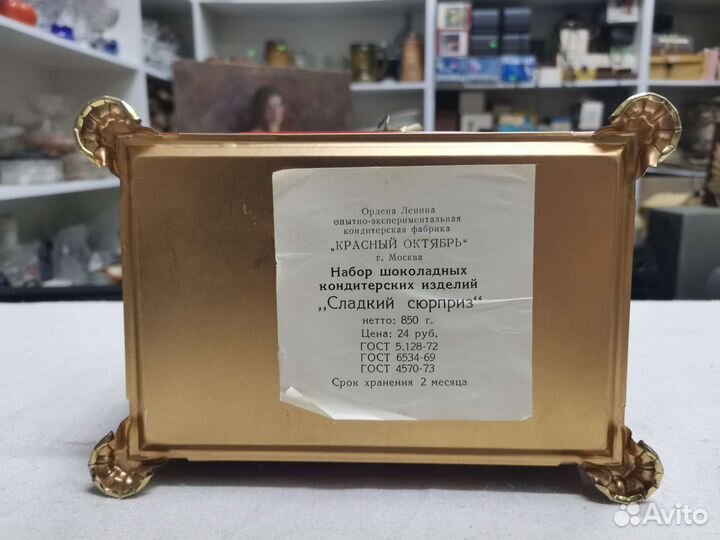 Ордена Ленина
опытно-экспериментальная
кондитерская фабрика
„КРАСНЫЙ ОКТЯБРЬ“
г. Москва
Набор шоколадных
кондитерских изделий
„Сладкий сюрприз“
нетто: 850 г.
Цена: 24 руб.
ГОСТ 5.128-72
ГОСТ 6534-69
ГОСТ 4570-73
Срок хранения 2 месяца
Avito